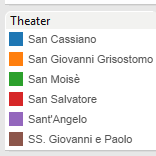 Theater
San Cassiano
San Giovanni Grisostomo
San Moisè
San Salvatore
Sant'Angelo
SS. Giovanni e Paolo